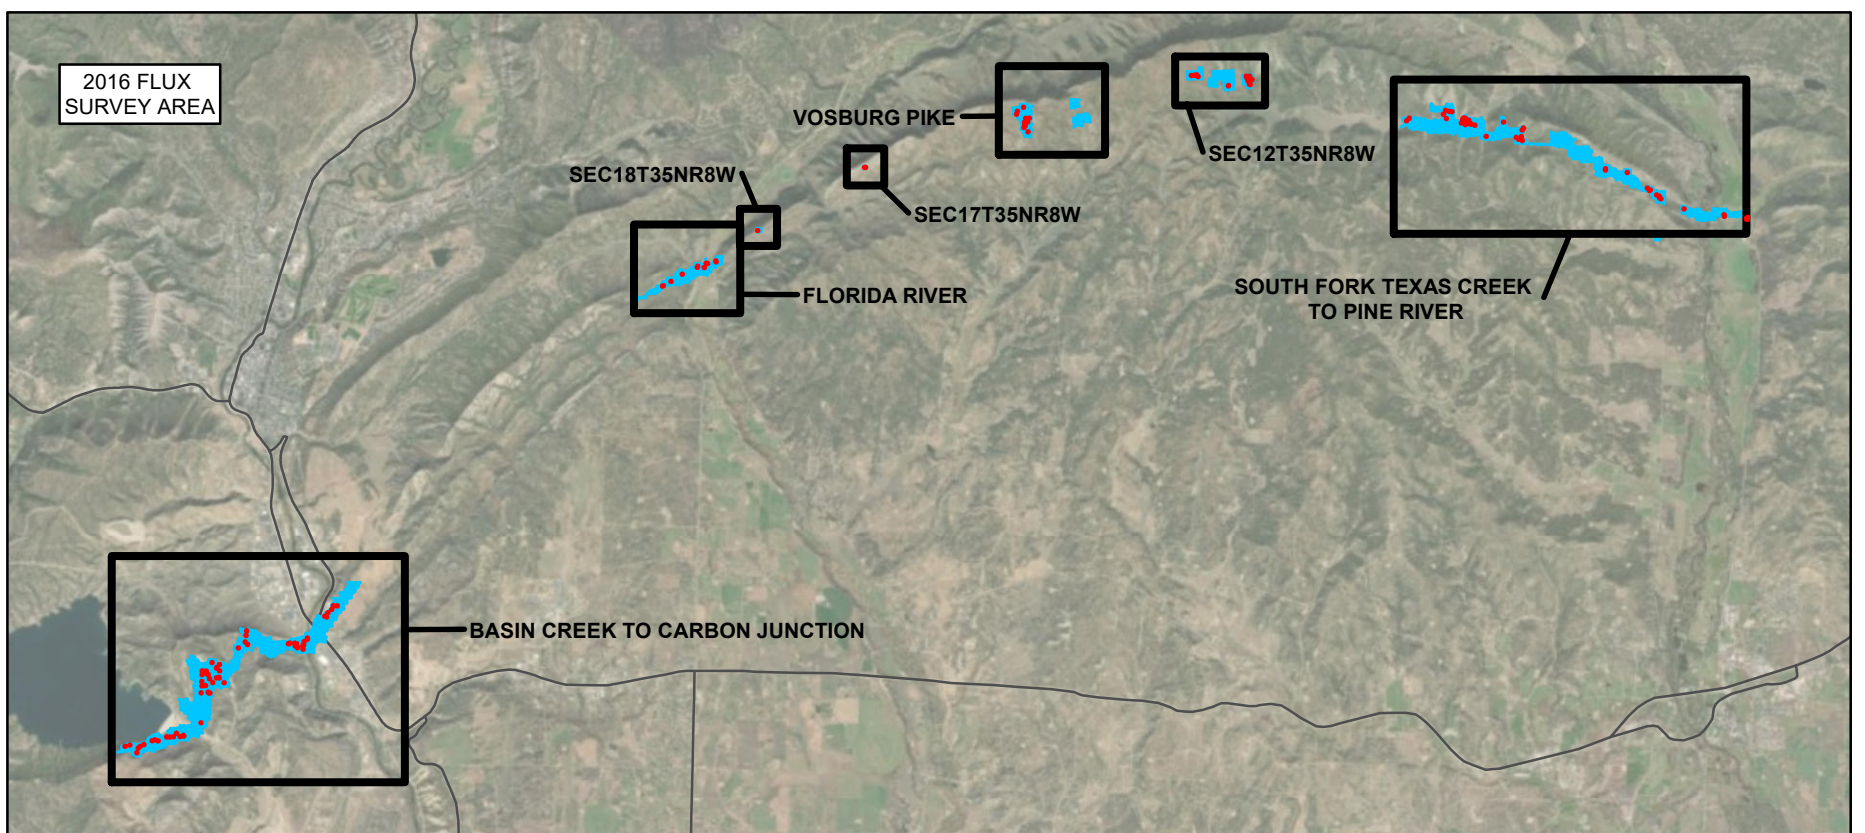 2016 FLUX
SURVEY AREA
VOSBURG PIKE
SEC12T35NR8W
SEC18T35NR8W
SEC17T35NR8W
FLORIDA RIVER
SOUTH FORK TEXAS CREEK
TO PINE RIVER
BASIN CREEK TO CARBON JUNCTION